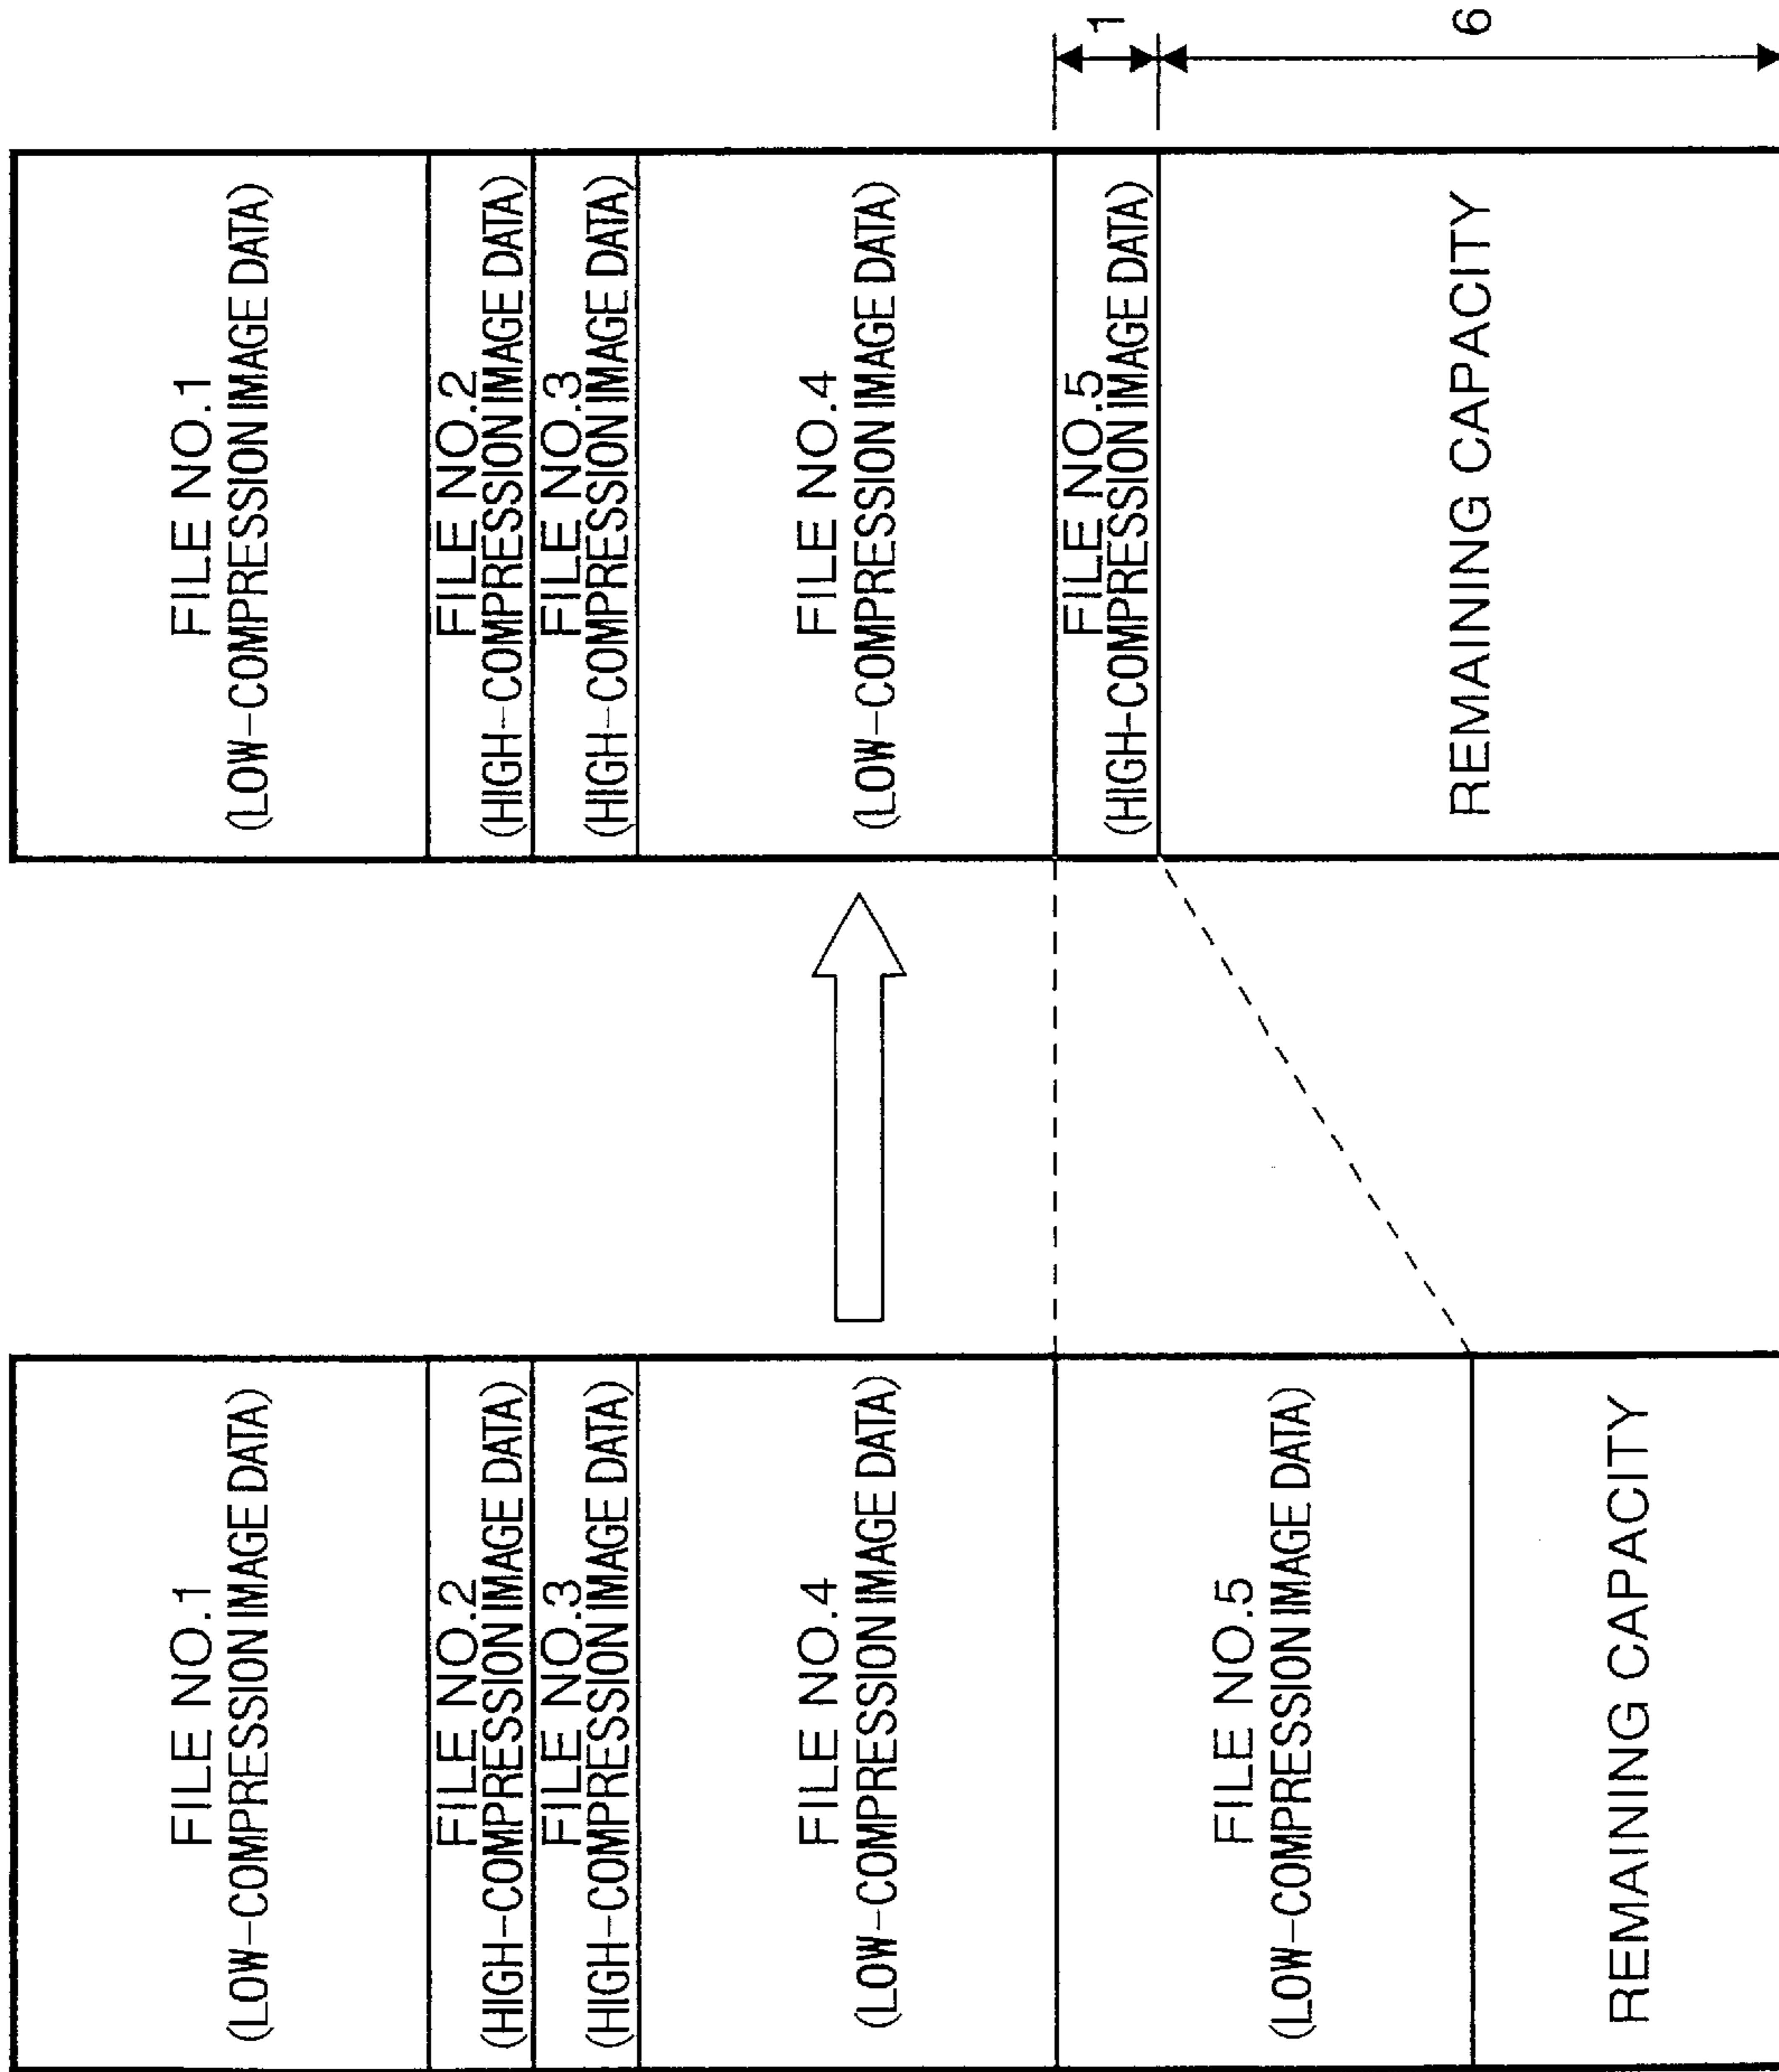 FILE NO.1
(LOW-COMPRESSION IMAGE DATA)
FILE NO.2
(HIGH-COMPRESSION IMAGE DATA)
FILE NO.3
(HIGH-COMPRESSION IMAGE DATA)
FILE NO.4
(LOW-COMPRESSION IMAGE DATA)
FILE NO.5
(LOW-COMPRESSION IMAGE DATA)
REMAINING CAPACITY
FILE NO.1
(LOW-COMPRESSION IMAGE DATA)
FILE NO.2
(HIGH-COMPRESSION IMAGE DATA)
FILE NO.3
(HIGH-COMPRESSION IMAGE DATA)
FILE NO.4
(LOW-COMPRESSION IMAGE DATA)
FILE NO.5
(HIGH-COMPRESSION IMAGE DATA)
REMAINING CAPACITY
1
6